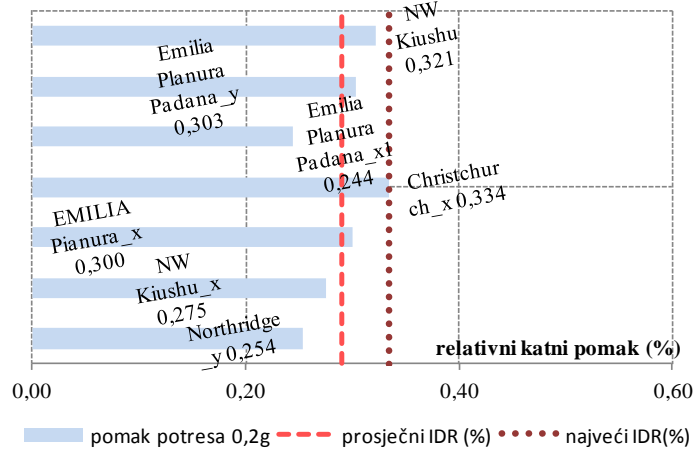 NW
Kiushu
0,321
Emilia
Planura
Padana_y
0,303
Emilia
Planura
Padana_x1
0,244
Christchur
ch_x 0,334
EMILIA
Pianura_x
0,300
NW
Kiushu_x
0,275
Northridge
_y 0,254
relativni katni pomak (%)
0,00 0,20 0,40 0,60
pomak potresa 0,2g prosječni IDR (%) najveći IDR(%)